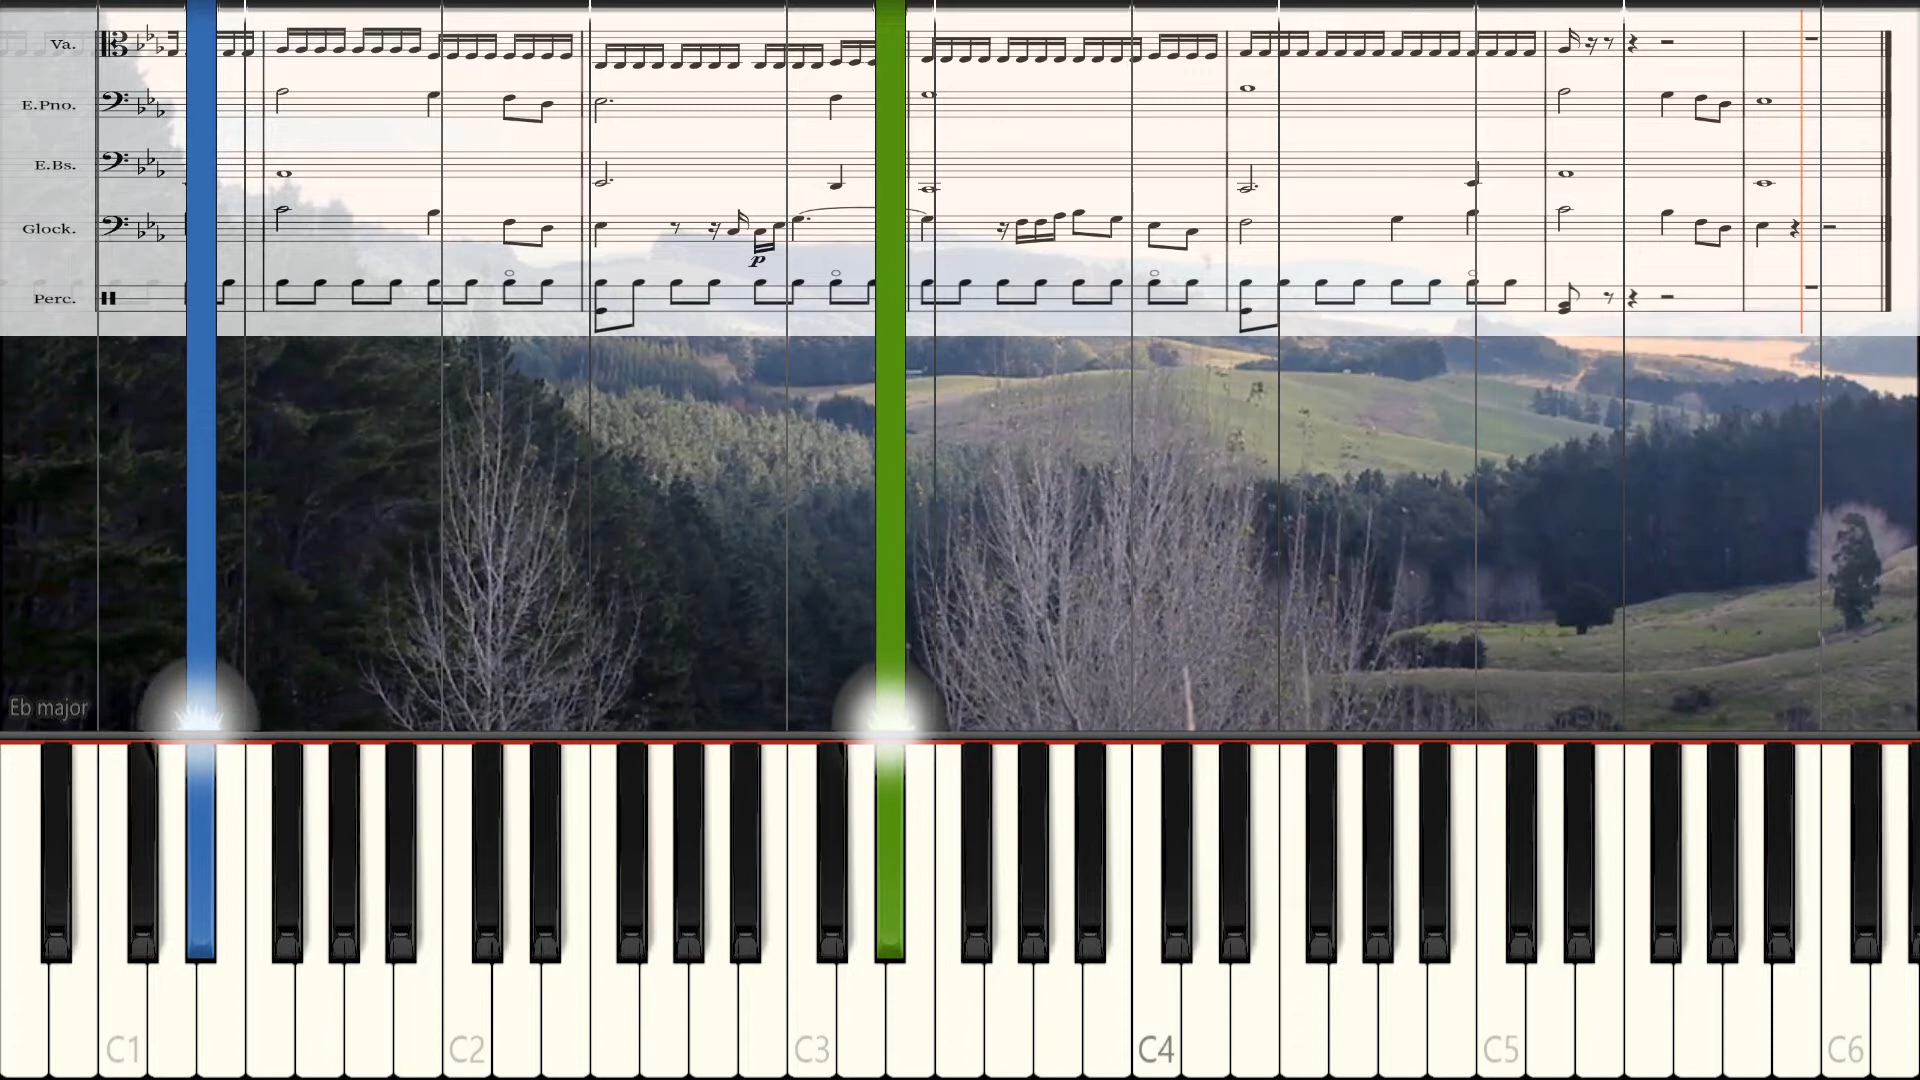 Va.
E.Pno.
E.Bs.
Glock.
p
Perc.
Eb major
C1 C2 C3 C4 C5 C6